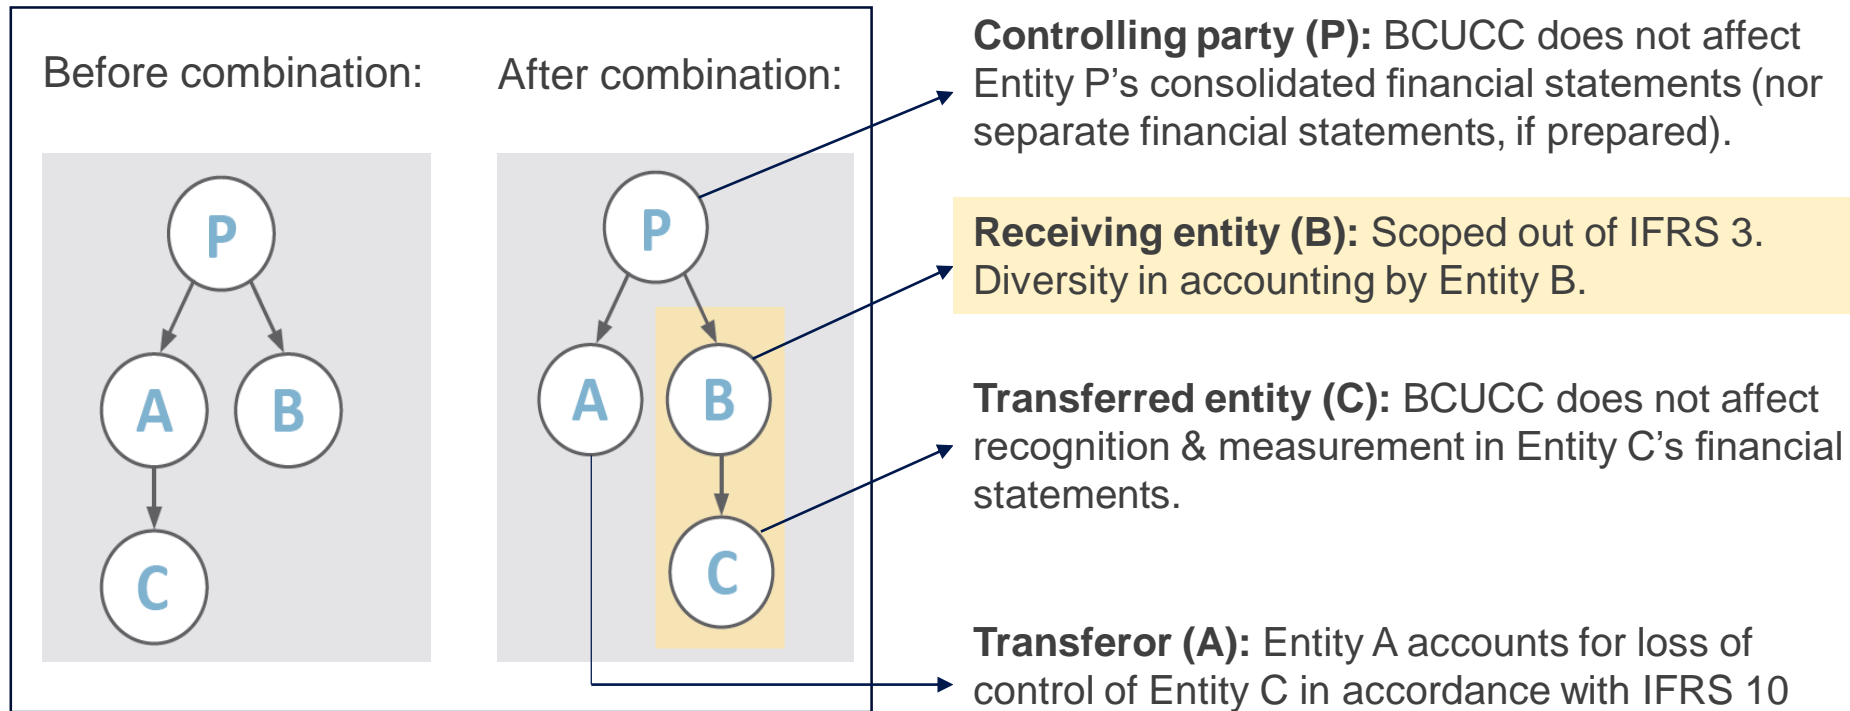 Before combination:
After combination:
P
A
B
C
P
A
B
C
Controlling party (P): BCUCC does not affect
Entity P’s consolidated financial statements (nor
separate financial statements, if prepared).
Receiving entity (B): Scoped out of IFRS 3.
Diversity in accounting by Entity B.
Transferred entity (C): BCUCC does not affect
recognition & measurement in Entity C’s financial
statements.
Transferor (A): Entity A accounts for loss of
control of Entity C in accordance with IFRS 10